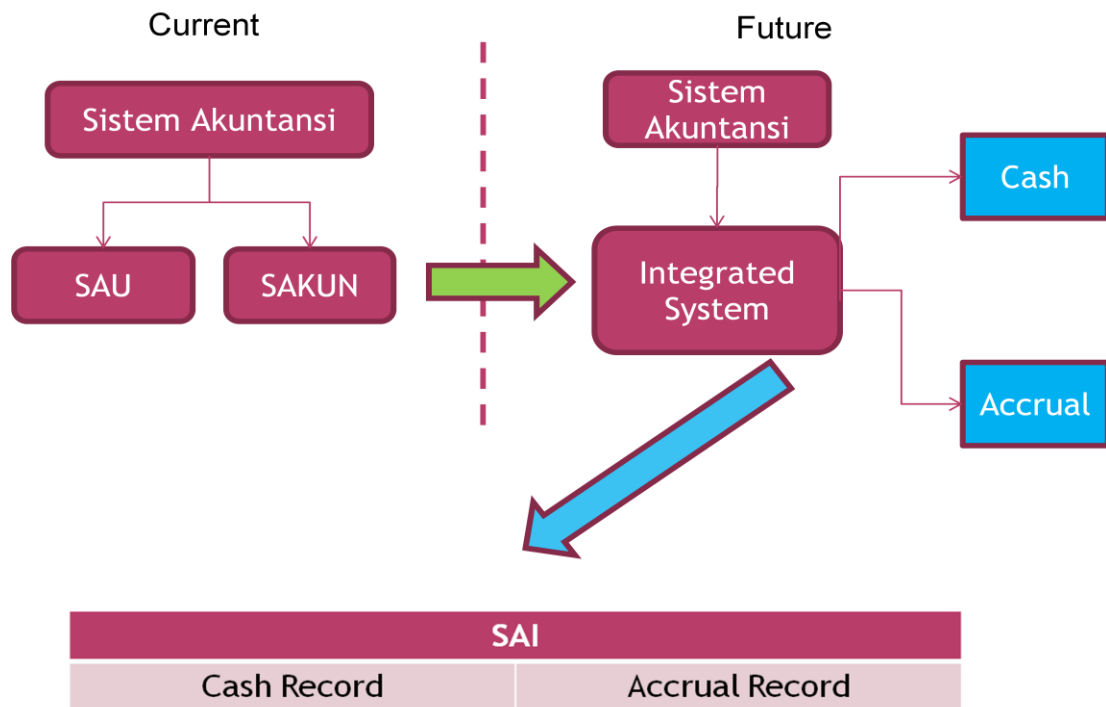 Current
Future
Sistem Akuntansi
SAU
SAKUN
Sistem
Akuntansi
Integrated
System
Cash
Accrual
SAI
Cash Record
Accrual Record